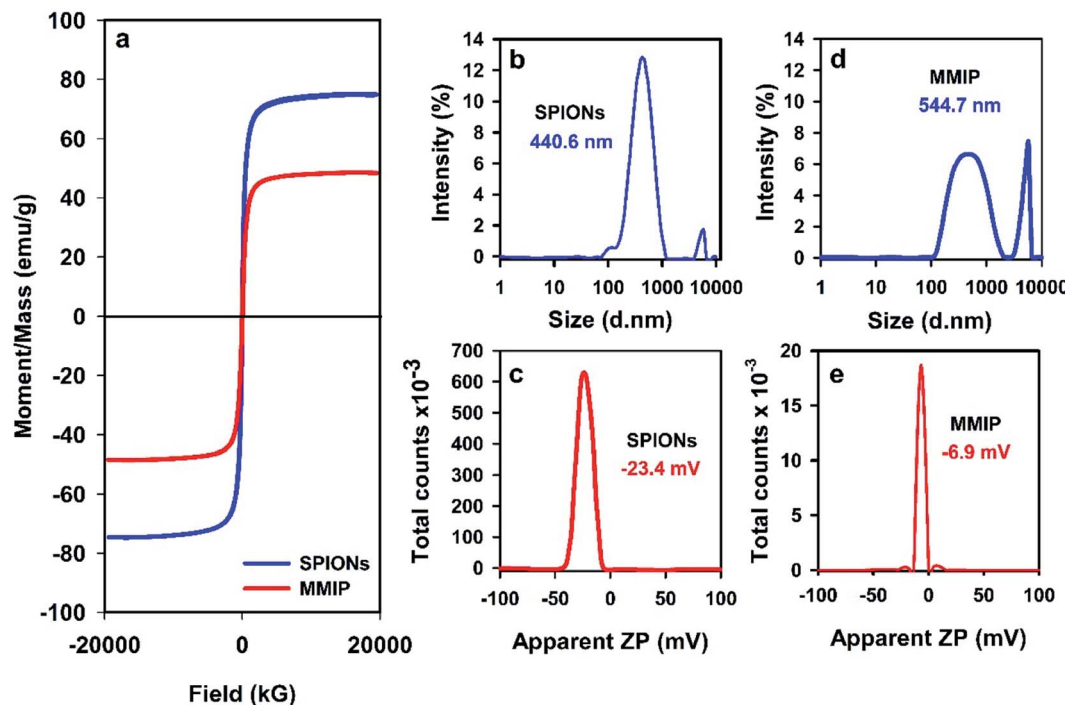 a
100
80
60
40
20
0
-20
-40
-60
-80
-100
Moment/Mass (emu/g)
SPIONs
MMIP
-20000 0 20000
Field (kG)
b
14
12
10
8
6
4
2
0
Intensity (%)
SPIONs
440.6 nm
1 10 100 1000 10000
Size (d.nm)
d
14
12
10
8
6
4
2
0
Intensity (%)
MMIP
544.7 nm
1 10 100 1000 10000
Size (d.nm)
c
700
600
500
400
300
200
100
0
Total counts x10-3
SPIONs
-23.4 mV
-100 -50 0 50 100
Apparent ZP (mV)
e
20
15
10
5
0
Total counts x 10-3
MMIP
-6.9 mV
-100 -50 0 50 100
Apparent ZP (mV)